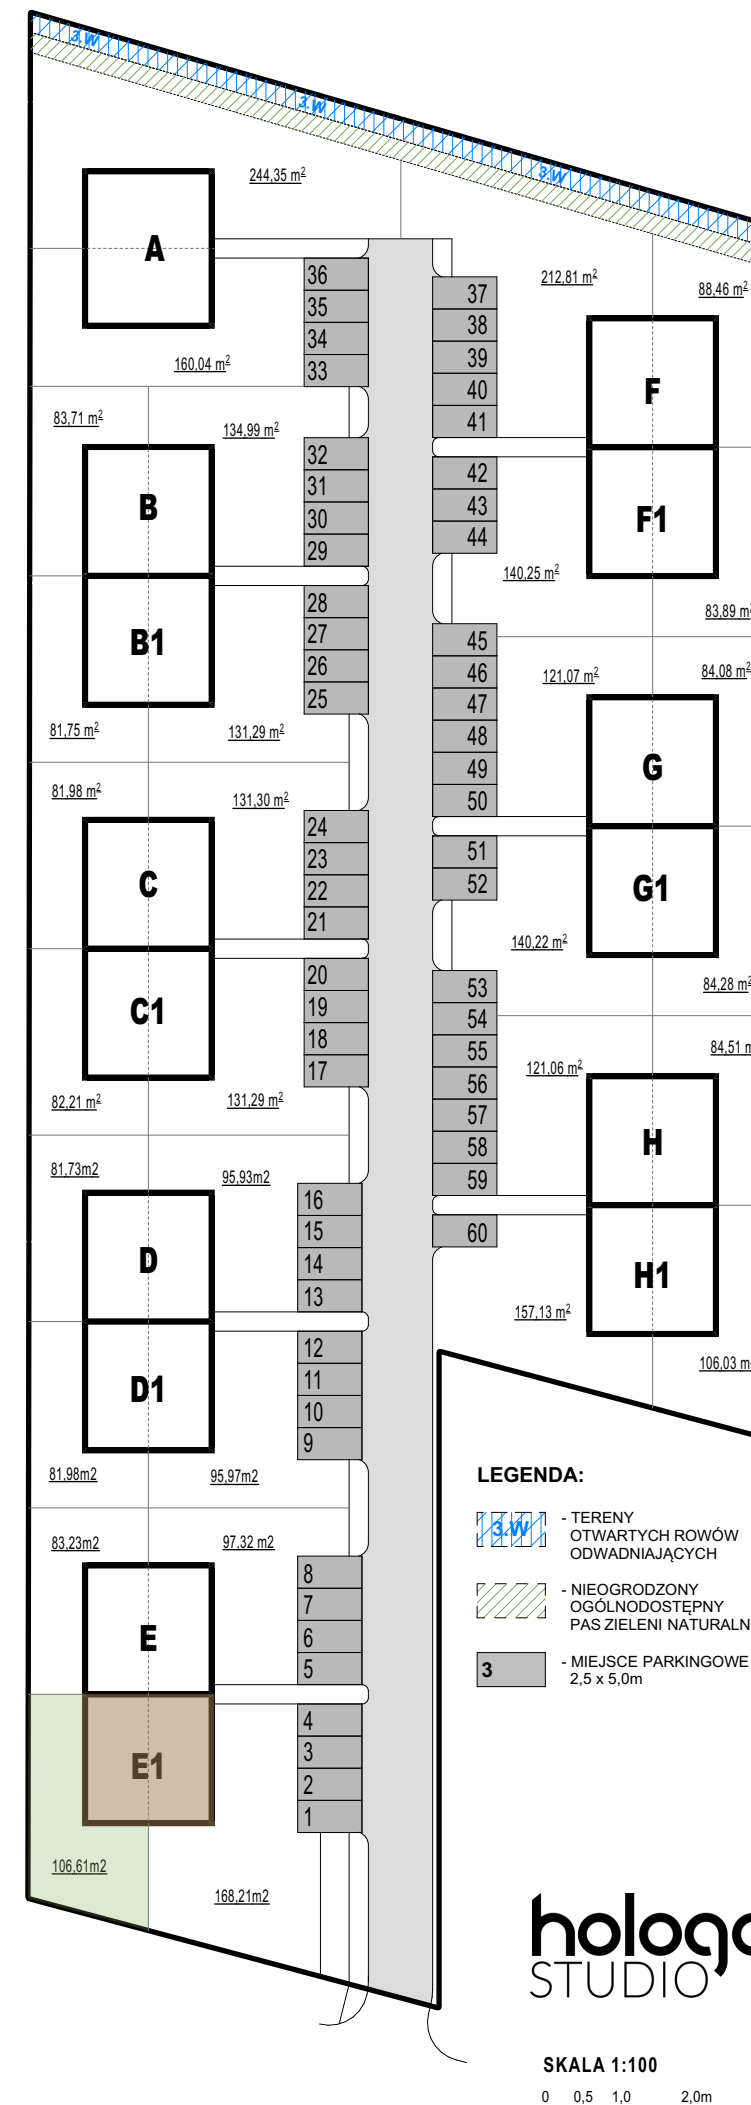 3.W
3.W
3.W
244,35 m²
212,81 m²
88,46 m²
A
36
35
34
33
37
38
39
40
41
160,04 m²
F
83,71 m²
134,99 m²
32
31
30
29
42
43
44
B
F1
140,25 m²
28
27
26
25
83,89 m²
B1
45
46
47
48
49
50
121,07 m²
84,08 m²
81,75 m²
131,29 m²
G
81,98 m²
131,30 m²
24
23
22
21
51
52
C
G1
140,22 m²
20
19
18
17
53
54
55
56
57
58
59
84,28 m²
C1
84,51 m
121,06 m²
82,21 m²
131,29 m²
H
81,73m2
95,93m2
16
15
14
13
60
D
H1
157,13 m²
12
11
10
9
106,03 m
D1
81,98m2
95,97m2
LEGENDA:
3.W
- TERENY
OTWARTYCH ROWÓW
ODWADNIAJĄCYCH
83,23m2
97,32 m2
8
7
6
5
- NIEOGRODZONY
OGÓLNODOSTĘPNY
PAS ZIELENI NATURALN
E
3
- MIEJSCE PARKINGOWE
2,5 x 5,0m
4
3
2
1
E1
106,61m2
168,21m2
hologa
STUDIO
SKALA 1:100
0 0,5 1,0 2,0m